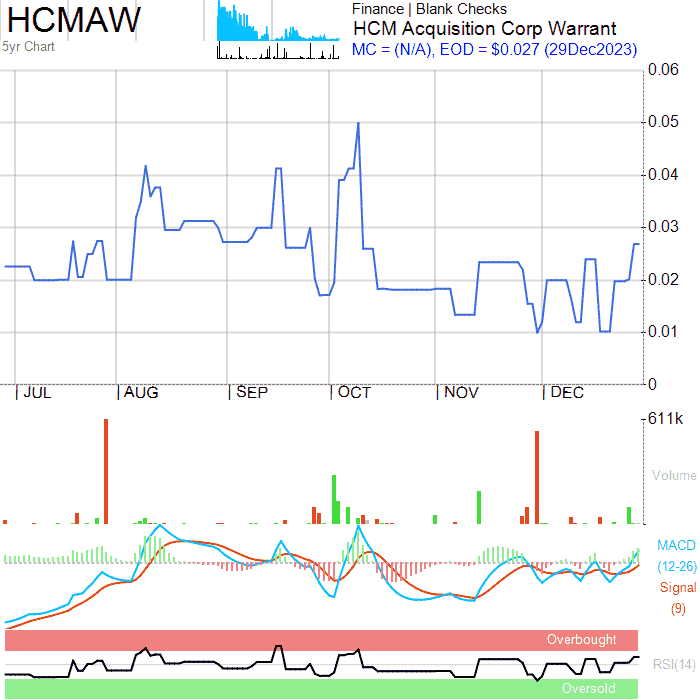 HCMAW
5yr Chart
Finance | Blank Checks
HCM Acquisition Corp Warrant
MC = (N/A), EOD = $0.027 (29Dec2023)
0.06
0.05
0.04
0.03
0.02
0.01
0
JUL AUG SEP OCT NOV DEC
611k
Volume
MACD
(12-26)
Signal
(9)
Overbought
RSI(14)
Oversold